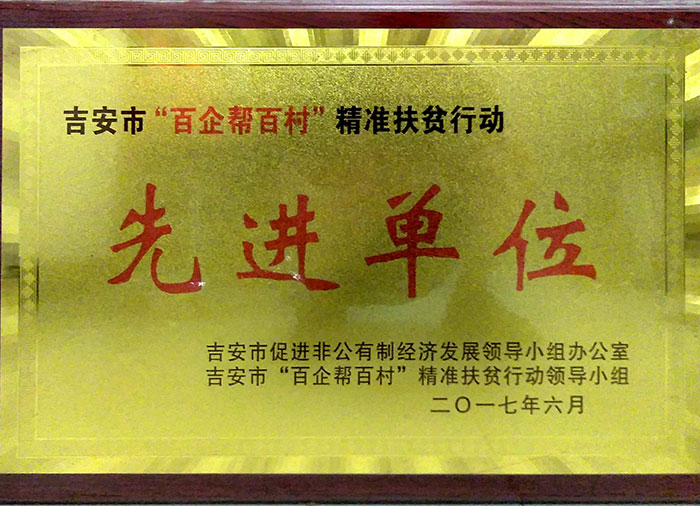 吉安市“百企帮百村”精准扶贫行动
先进单位
吉安市促进非公有制经济发展领导小组办公室
吉安市“百企帮百村”精准扶贫行动领导小组
二〇一七年六月